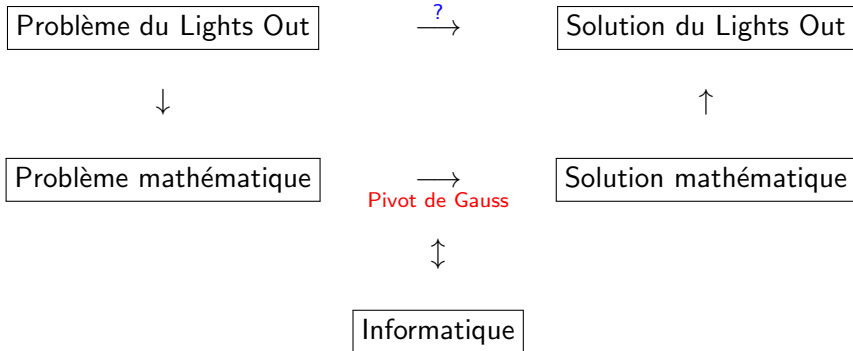 ?
Problème du Lights Out → Solution du Lights Out
↓ ↑
Problème mathématique → Solution mathématique
Pivot de Gauss
↕
Informatique